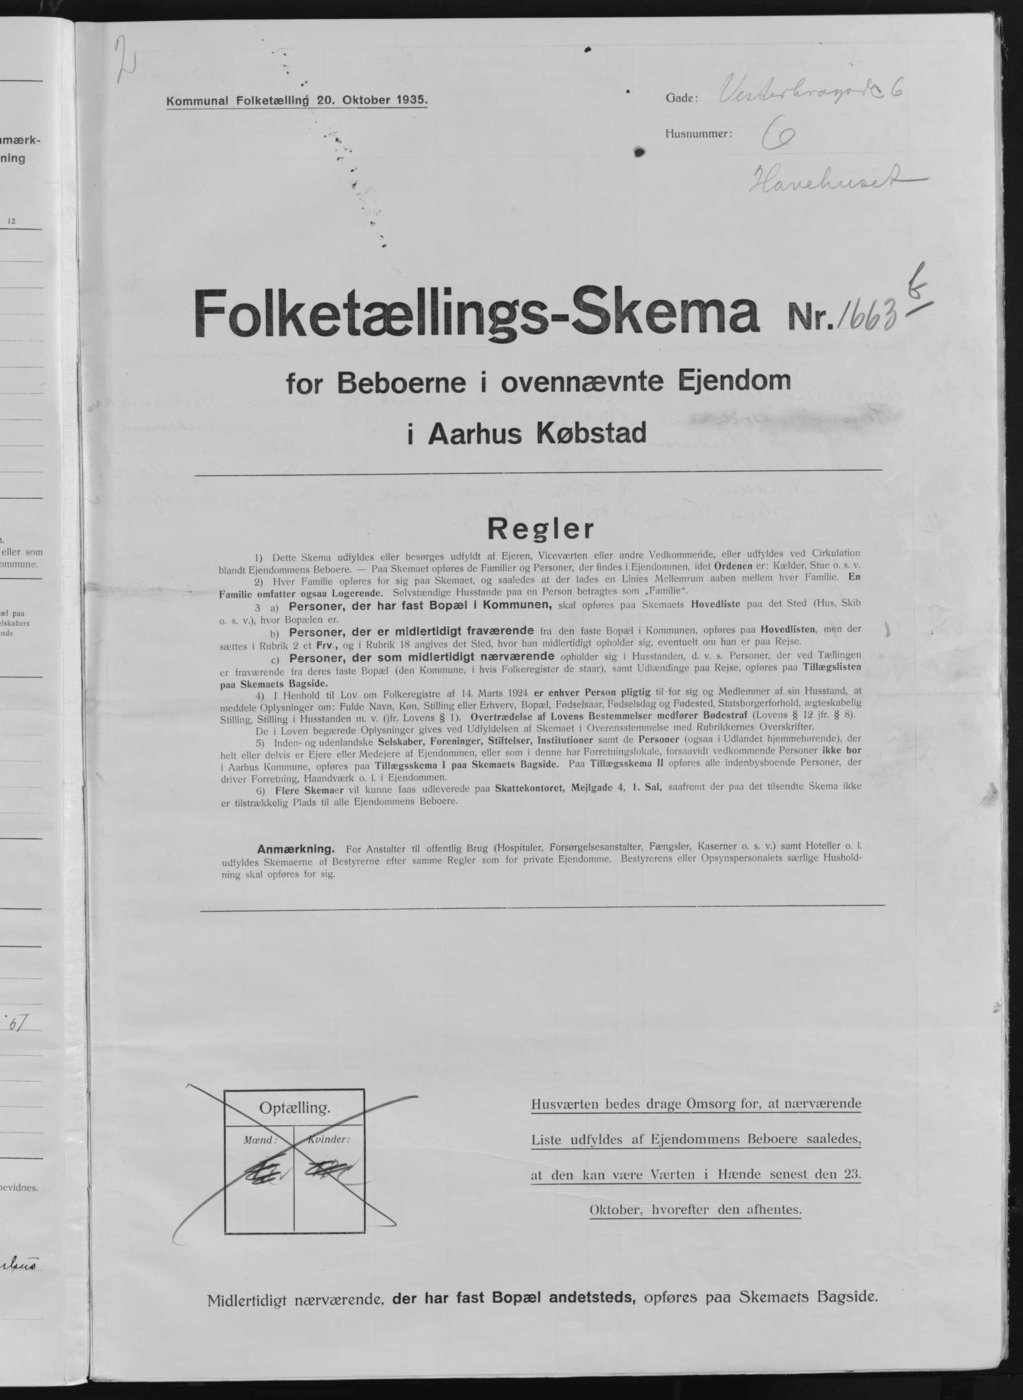 2
Kommunal Folketælling 20. Oktober 1935.
Gade: Vesterbrogade 6
Husnummer: 6
Havehuset
Folketællings-Skema Nr. 1663 b
for Beboerne i ovennævnte Ejendom
i Aarhus Købstad
Regler
1) Dette Skema udfyldes eller besørges udfyldt af Ejeren, Viceværten eller andre Vedkommende, eller udfyldes ved Cirkulation
blandt Ejendommens Beboere. — Paa Skemaet opføres de Familier og Personer, der findes i Ejendommen, idet Ordenen er: Kælder, Stue o. s. v.
2) Hver Familie opføres for sig paa Skemaet, og saaledes at der lades en Linies Mellemrum aaben mellem hver Familie. En
Familie omfatter ogsaa Logerende. Selvstændige Husstande paa en Person betragtes som „Familie“.
3 a) Personer, der har fast Bopæl i Kommunen, skal opføres paa Skemaets Hovedliste paa det Sted (Hus, Skib
o. s. v.), hvor Bopælen er.
b) Personer, der er midlertidigt fraværende fra den faste Bopæl i Kommunen, opføres paa Hovedlisten, men der
sættes i Rubrik 2 et Frv., og i Rubrik 18 angives det Sted, hvor han midlertidigt opholder sig, eventuelt om han er paa Rejse.
c) Personer, der som midlertidigt nærværende opholder sig i Husstanden, d. v. s. Personer, der ved Tællingen
er fraværende fra deres faste Bopæl (den Kommune, i hvis Folkeregister de staar), samt Udlændinge paa Rejse, opføres paa Tillægslisten
paa Skemaets Bagside.
4) I Henhold til Lov om Folkeregistre af 14. Marts 1924 er enhver Person pligtig til for sig og Medlemmer af sin Husstand, at
meddele Oplysninger om: Fulde Navn, Køn, Stilling eller Erhverv, Bopæl, Fødselsaar, Fødselsdag og Fødested, Statsborgerforhold, ægteskabelig
Stilling, Stilling i Husstanden m. v. (jfr. Lovens § 1). Overtrædelse af Lovens Bestemmelser medfører Bødestraf (Lovens § 12 jfr. § 8).
De i Loven begærede Oplysninger gives ved Udfyldelsen af Skemaet i Overensstemmelse med Rubrikkernes Overskrifter.
5) Inden- og udenlandske Selskaber, Foreninger, Stiftelser, Institutioner samt de Personer (ogsaa i Udlandet hjemmehørende), der
helt eller delvis er Ejere eller Medejere af Ejendommen, eller som i denne har Forretningslokale, forsaavidt vedkommende Personer ikke bor
i Aarhus Kommune, opføres paa Tillægsskema I paa Skemaets Bagside. Paa Tillægsskema II opføres alle indenbysboende Personer, der
driver Forretning, Haandværk o. l. i Ejendommen.
6) Flere Skemaer vil kunne faas udleverede paa Skattekontoret, Mejlgade 4, 1. Sal, saafremt der paa det tilsendte Skema ikke
er tilstrækkelig Plads til alle Ejendommens Beboere.
Anmærkning. For Anstalter til offentlig Brug (Hospitaler, Forsørgelsesanstalter, Fængsler, Kaserner o. s. v.) samt Hoteller o. l.
udfyldes Skemaerne af Bestyrerne efter samme Regler som for private Ejendomme. Bestyrerens eller Opsynspersonalets særlige Hushold-
ning skal opføres for sig.
Optælling.
Mænd: Kvinder:
Husværten bedes drage Omsorg for, at nærværende
Liste udfyldes af Ejendommens Beboere saaledes,
at den kan være Værten i Hænde senest den 23.
Oktober, hvorefter den afhentes.
Midlertidigt nærværende, der har fast Bopæl andetsteds, opføres paa Skemaets Bagside.